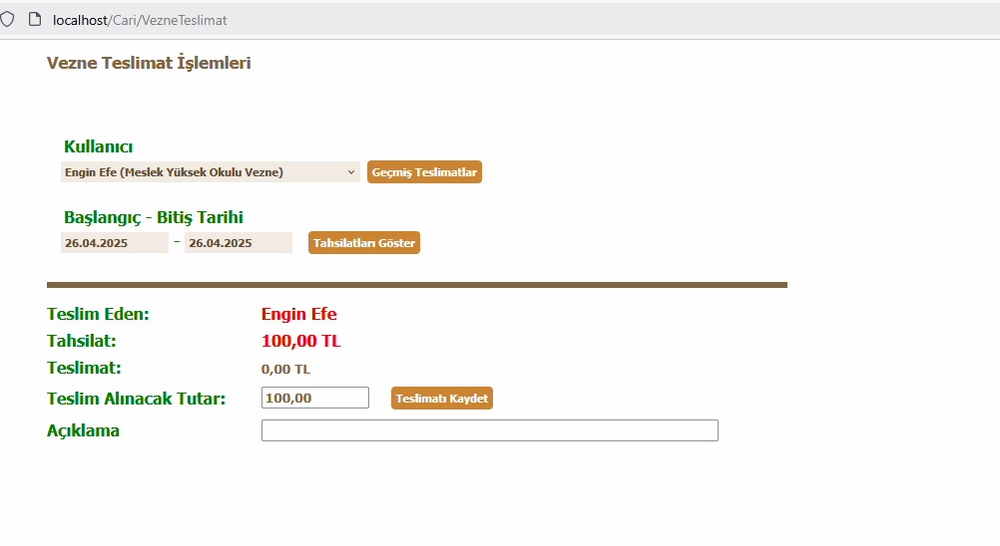 localhost/Cari/VezneTeslimat
Vezne Teslimat İşlemleri
Kullanıcı
Engin Efe (Meslek Yüksek Okulu Vezne) Geçmiş Teslimatlar
Başlangıç - Bitiş Tarihi
26.04.2025 - 26.04.2025 Tahsilatları Göster
Teslim Eden: Engin Efe
Tahsilat: 100,00 TL
Teslimat: 0,00 TL
Teslim Alınacak Tutar: 100,00 Teslimatı Kaydet
Açıklama